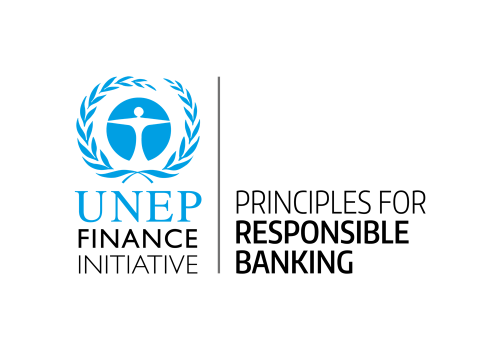 UNEP
FINANCE
INITIATIVE
PRINCIPLES FOR
RESPONSIBLE
BANKING